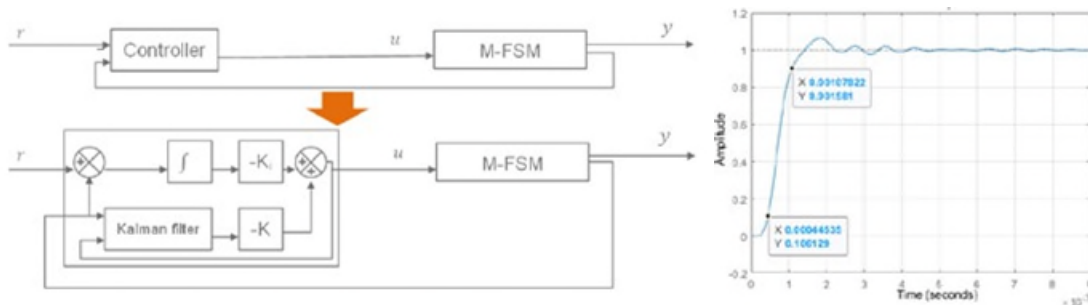 r
Controller
u
M-FSM
y
r
∫
-Kᵢ
u
M-FSM
y
Kalman filter
-K
1.2
1
0.8
0.6
0.4
0.2
0
-0.2
Amplitude
X 0.00107822
Y 0.901581
X 0.00044535
Y 0.106129
0 1 2 3 4 5 6 7 8 9
Time (seconds)